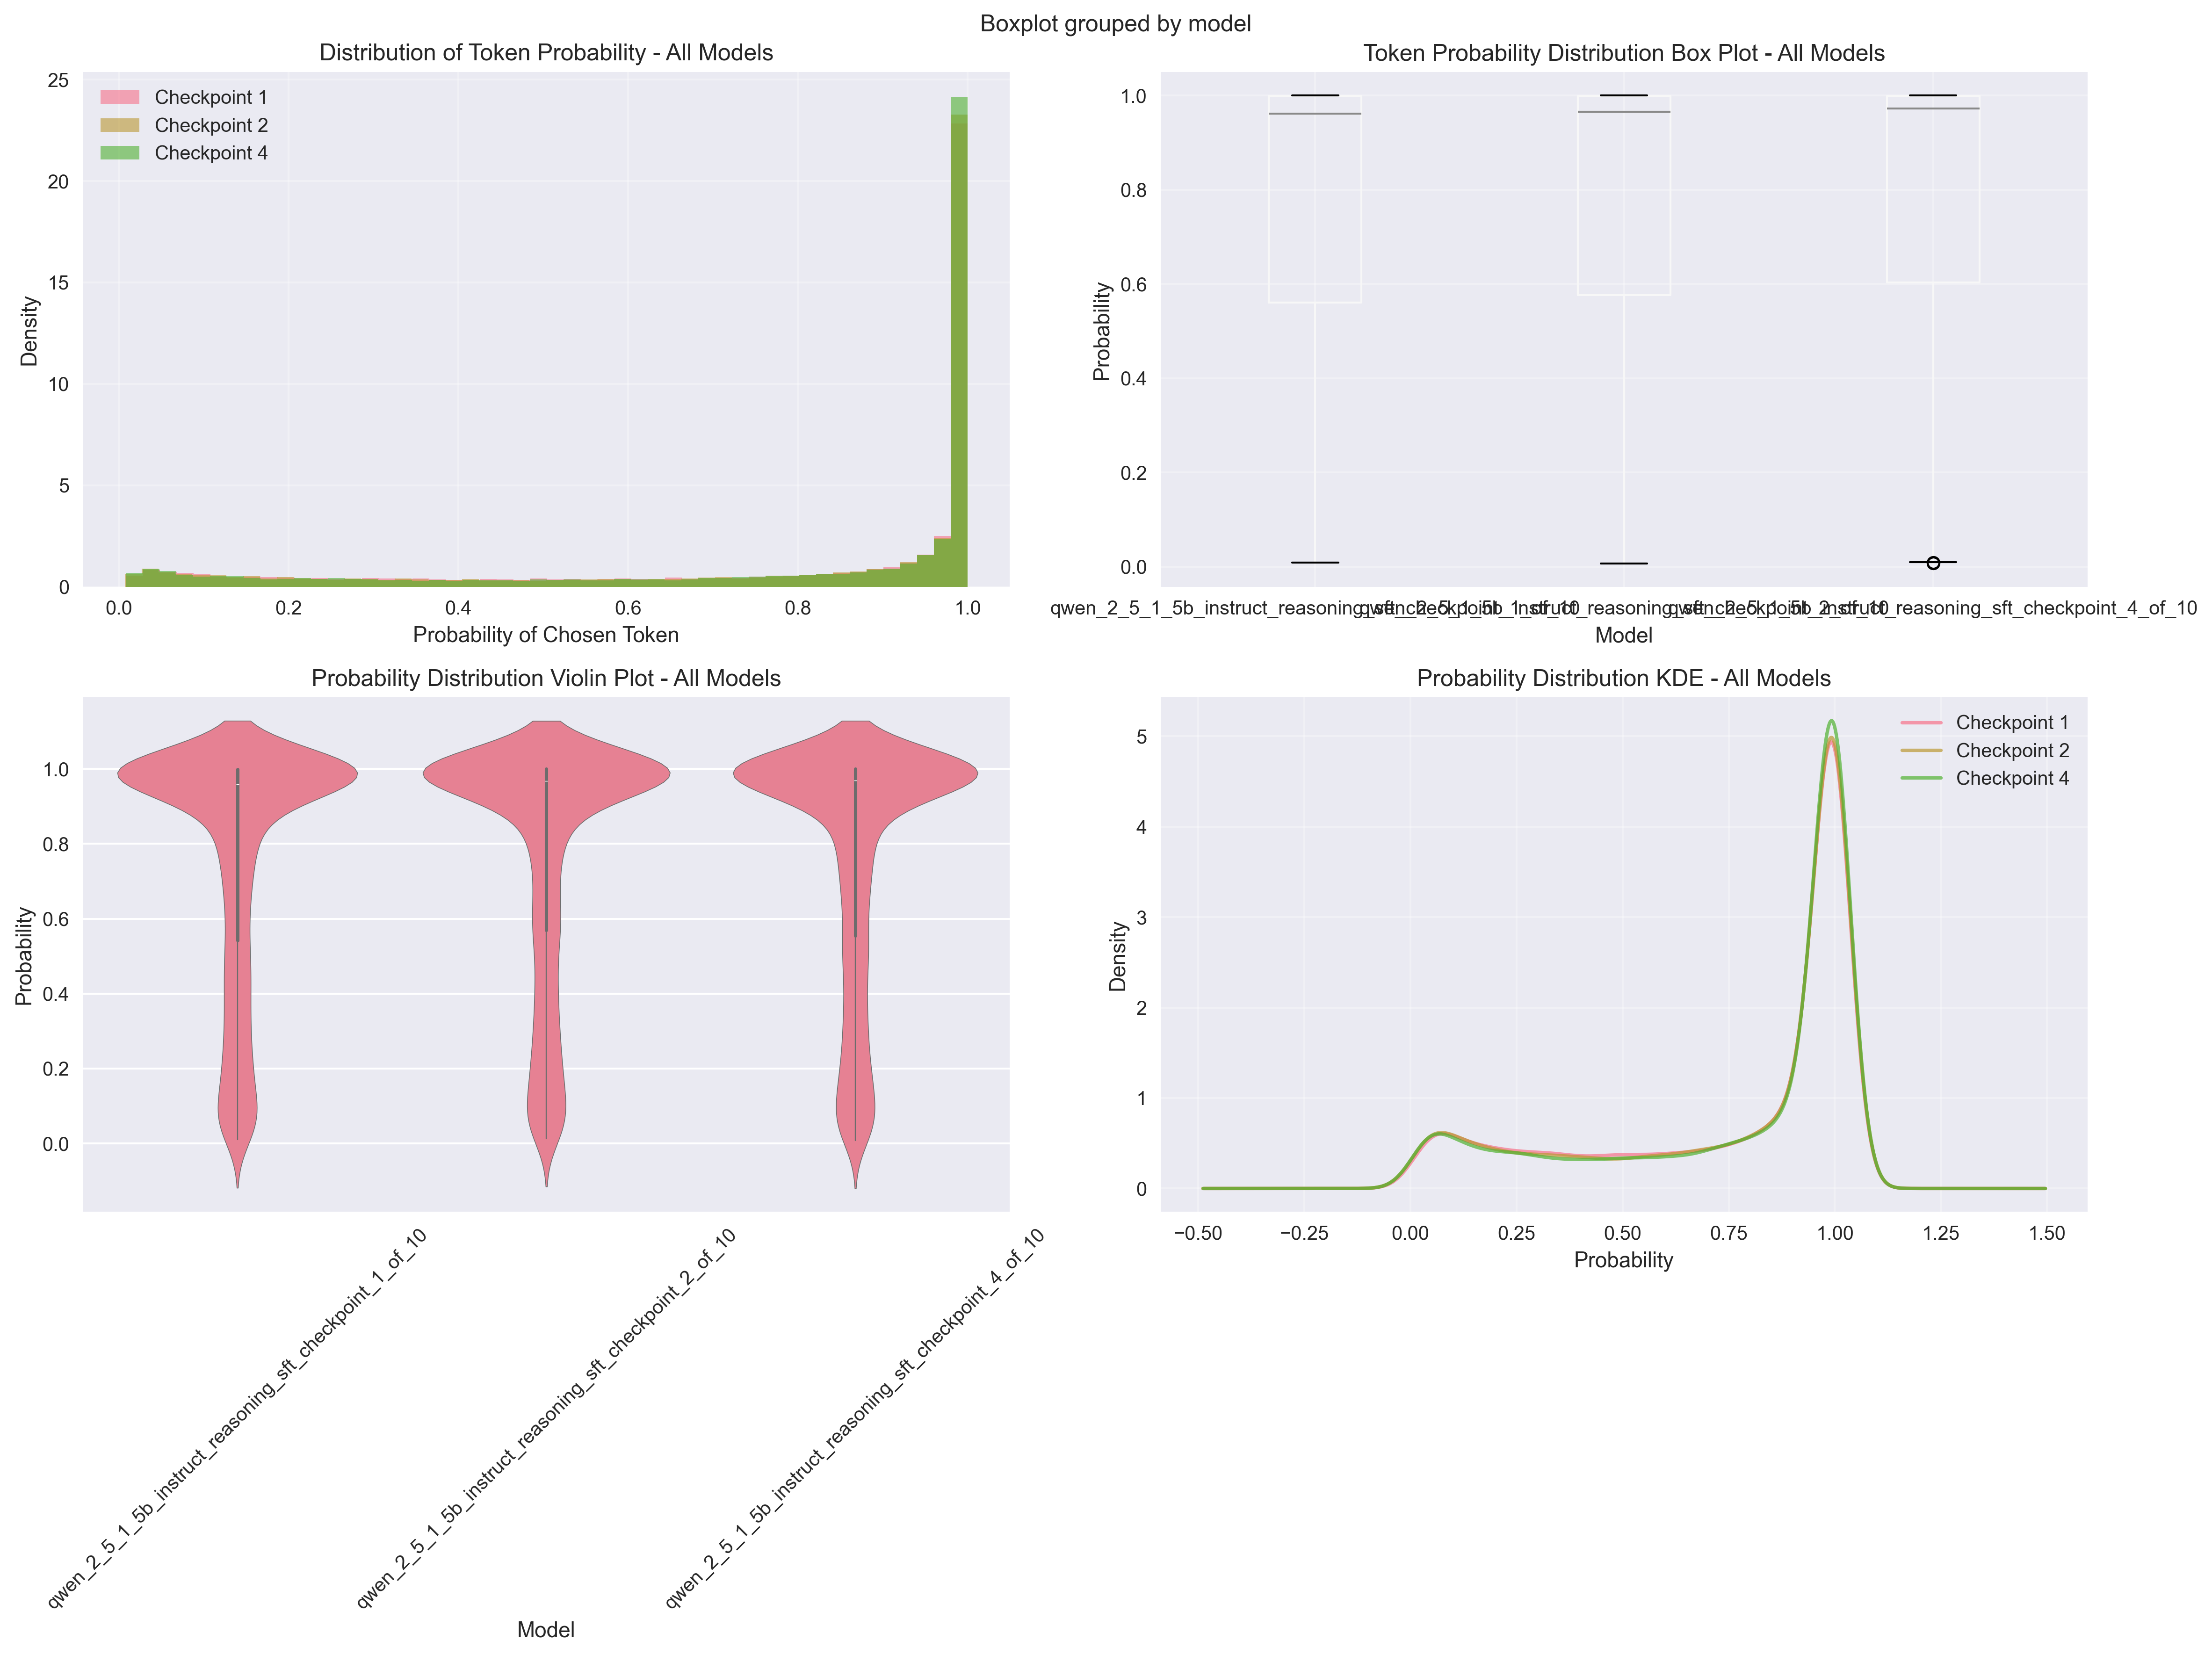 Boxplot grouped by model
Distribution of Token Probability - All Models
25
20
15
10
5
0
Density
Checkpoint 1
Checkpoint 2
Checkpoint 4
0.0 0.2 0.4 0.6 0.8 1.0
Probability of Chosen Token
Token Probability Distribution Box Plot - All Models
1.0
0.8
0.6
0.4
0.2
0.0
Probability
qwen_2_5_1_5b_instruct_reasoning_sft_checkpoint_1_of_10
qwen_2_5_1_5b_instruct_reasoning_sft_checkpoint_2_of_10
qwen_2_5_1_5b_instruct_reasoning_sft_checkpoint_4_of_10
Model
Probability Distribution Violin Plot - All Models
1.0
0.8
0.6
0.4
0.2
0.0
Probability
qwen_2_5_1_5b_instruct_reasoning_sft_checkpoint_1_of_10
qwen_2_5_1_5b_instruct_reasoning_sft_checkpoint_2_of_10
qwen_2_5_1_5b_instruct_reasoning_sft_checkpoint_4_of_10
Model
Probability Distribution KDE - All Models
5
4
3
2
1
0
Density
Checkpoint 1
Checkpoint 2
Checkpoint 4
−0.50 −0.25 0.00 0.25 0.50 0.75 1.00 1.25 1.50
Probability